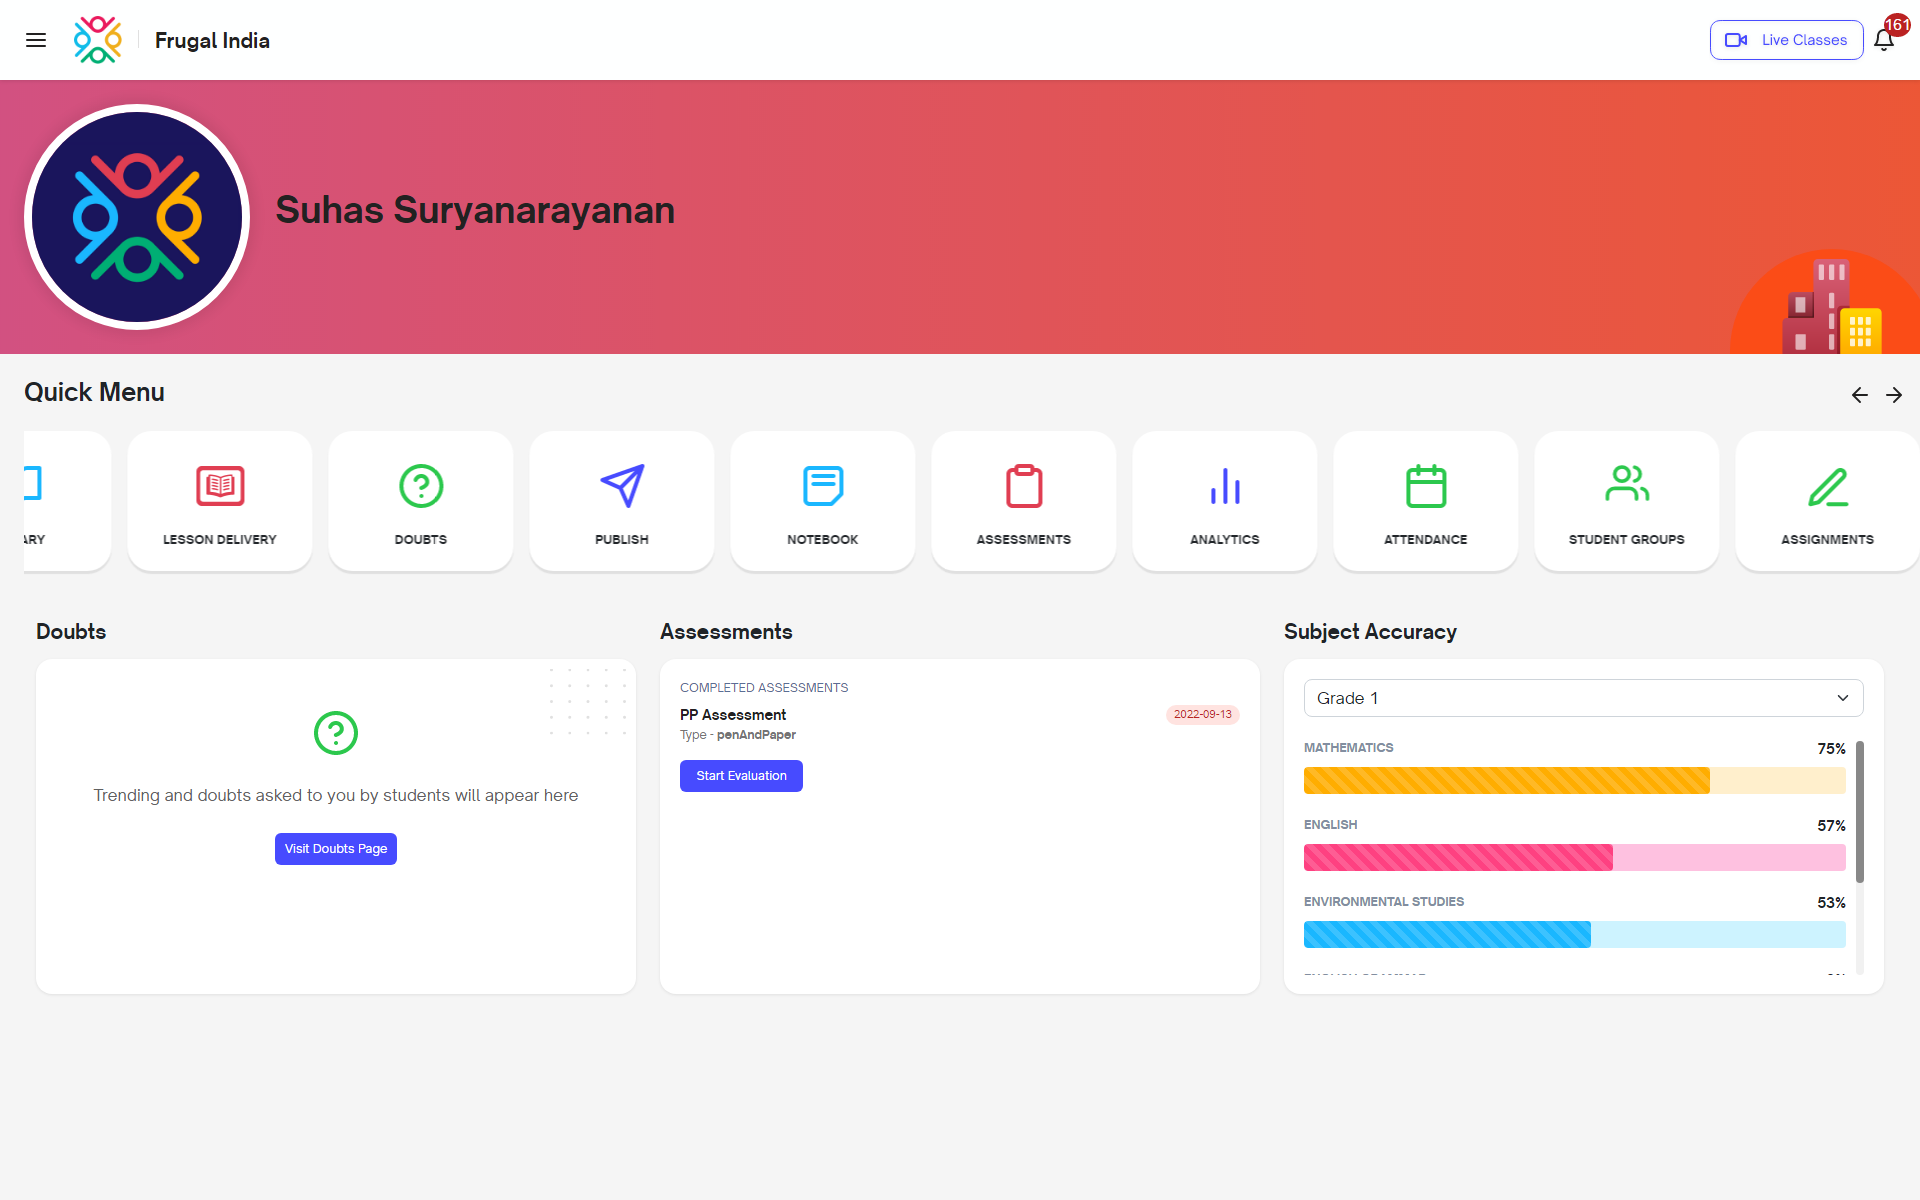 Frugal India
Live Classes
161
Suhas Suryanarayanan
Quick Menu
ARY
LESSON DELIVERY
DOUBTS
PUBLISH
NOTEBOOK
ASSESSMENTS
ANALYTICS
ATTENDANCE
STUDENT GROUPS
ASSIGNMENTS
Doubts
Trending and doubts asked to you by students will appear here
Visit Doubts Page
Assessments
COMPLETED ASSESSMENTS
PP Assessment
2022-09-13
Type - penAndPaper
Start Evaluation
Subject Accuracy
Grade 1
MATHEMATICS 75%
ENGLISH 57%
ENVIRONMENTAL STUDIES 53%